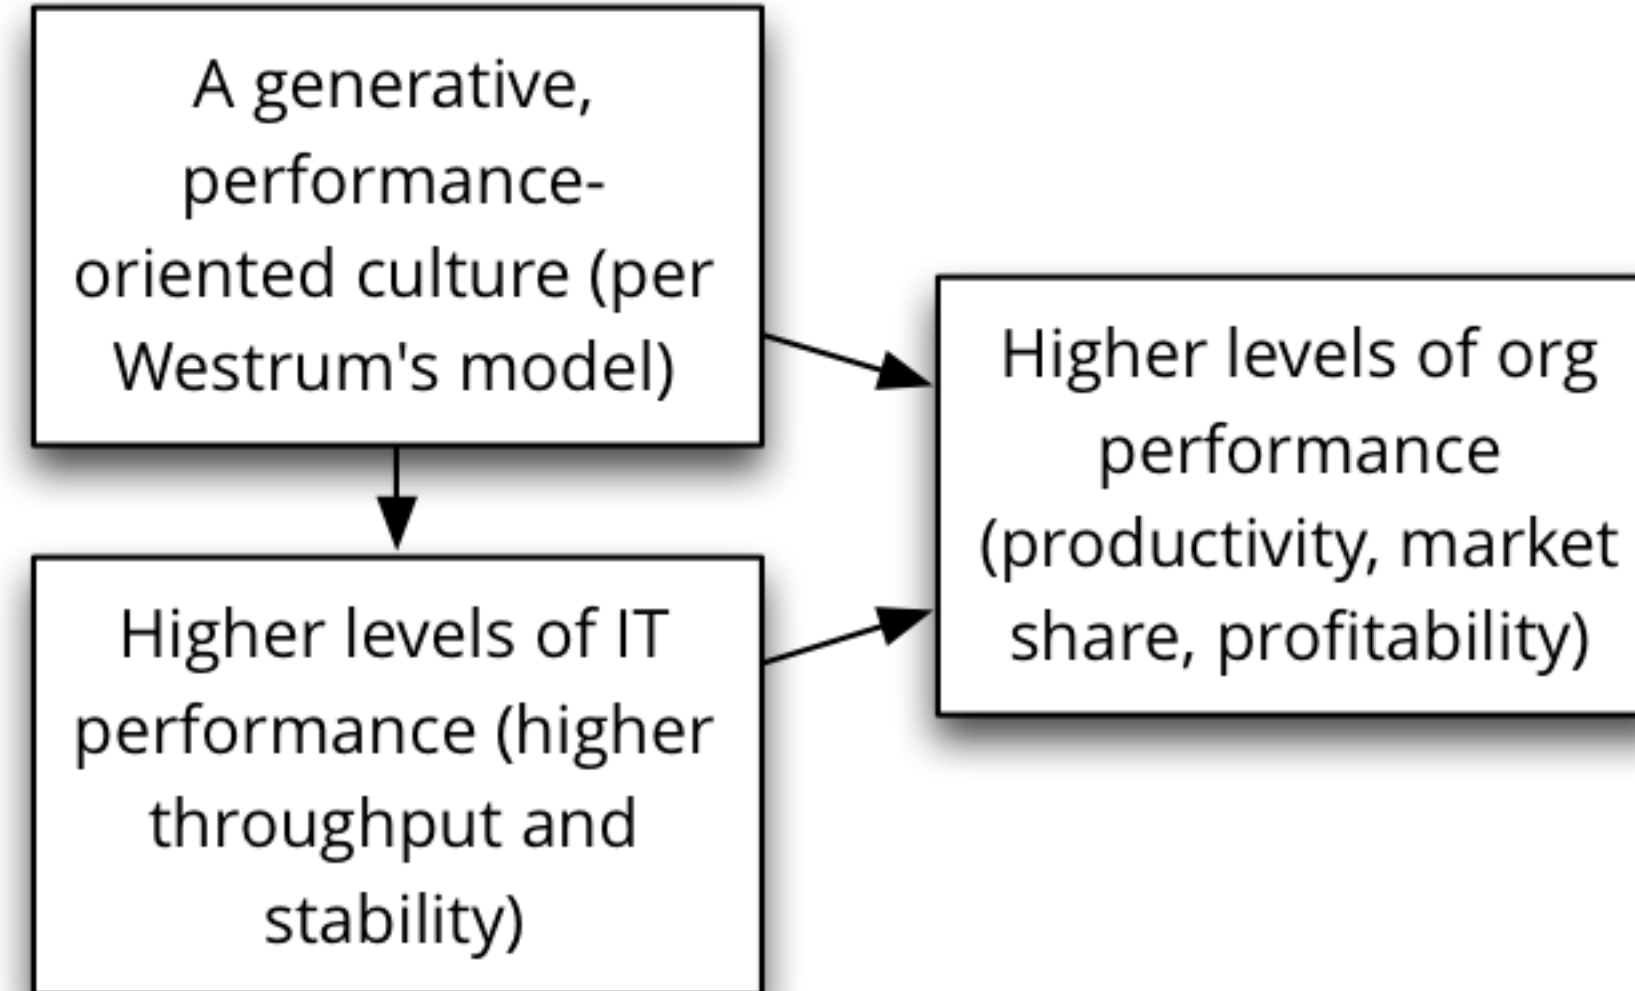 A generative,
performance-
oriented culture (per
Westrum's model)
Higher levels of IT
performance (higher
throughput and
stability)
Higher levels of org
performance
(productivity, market
share, profitability)